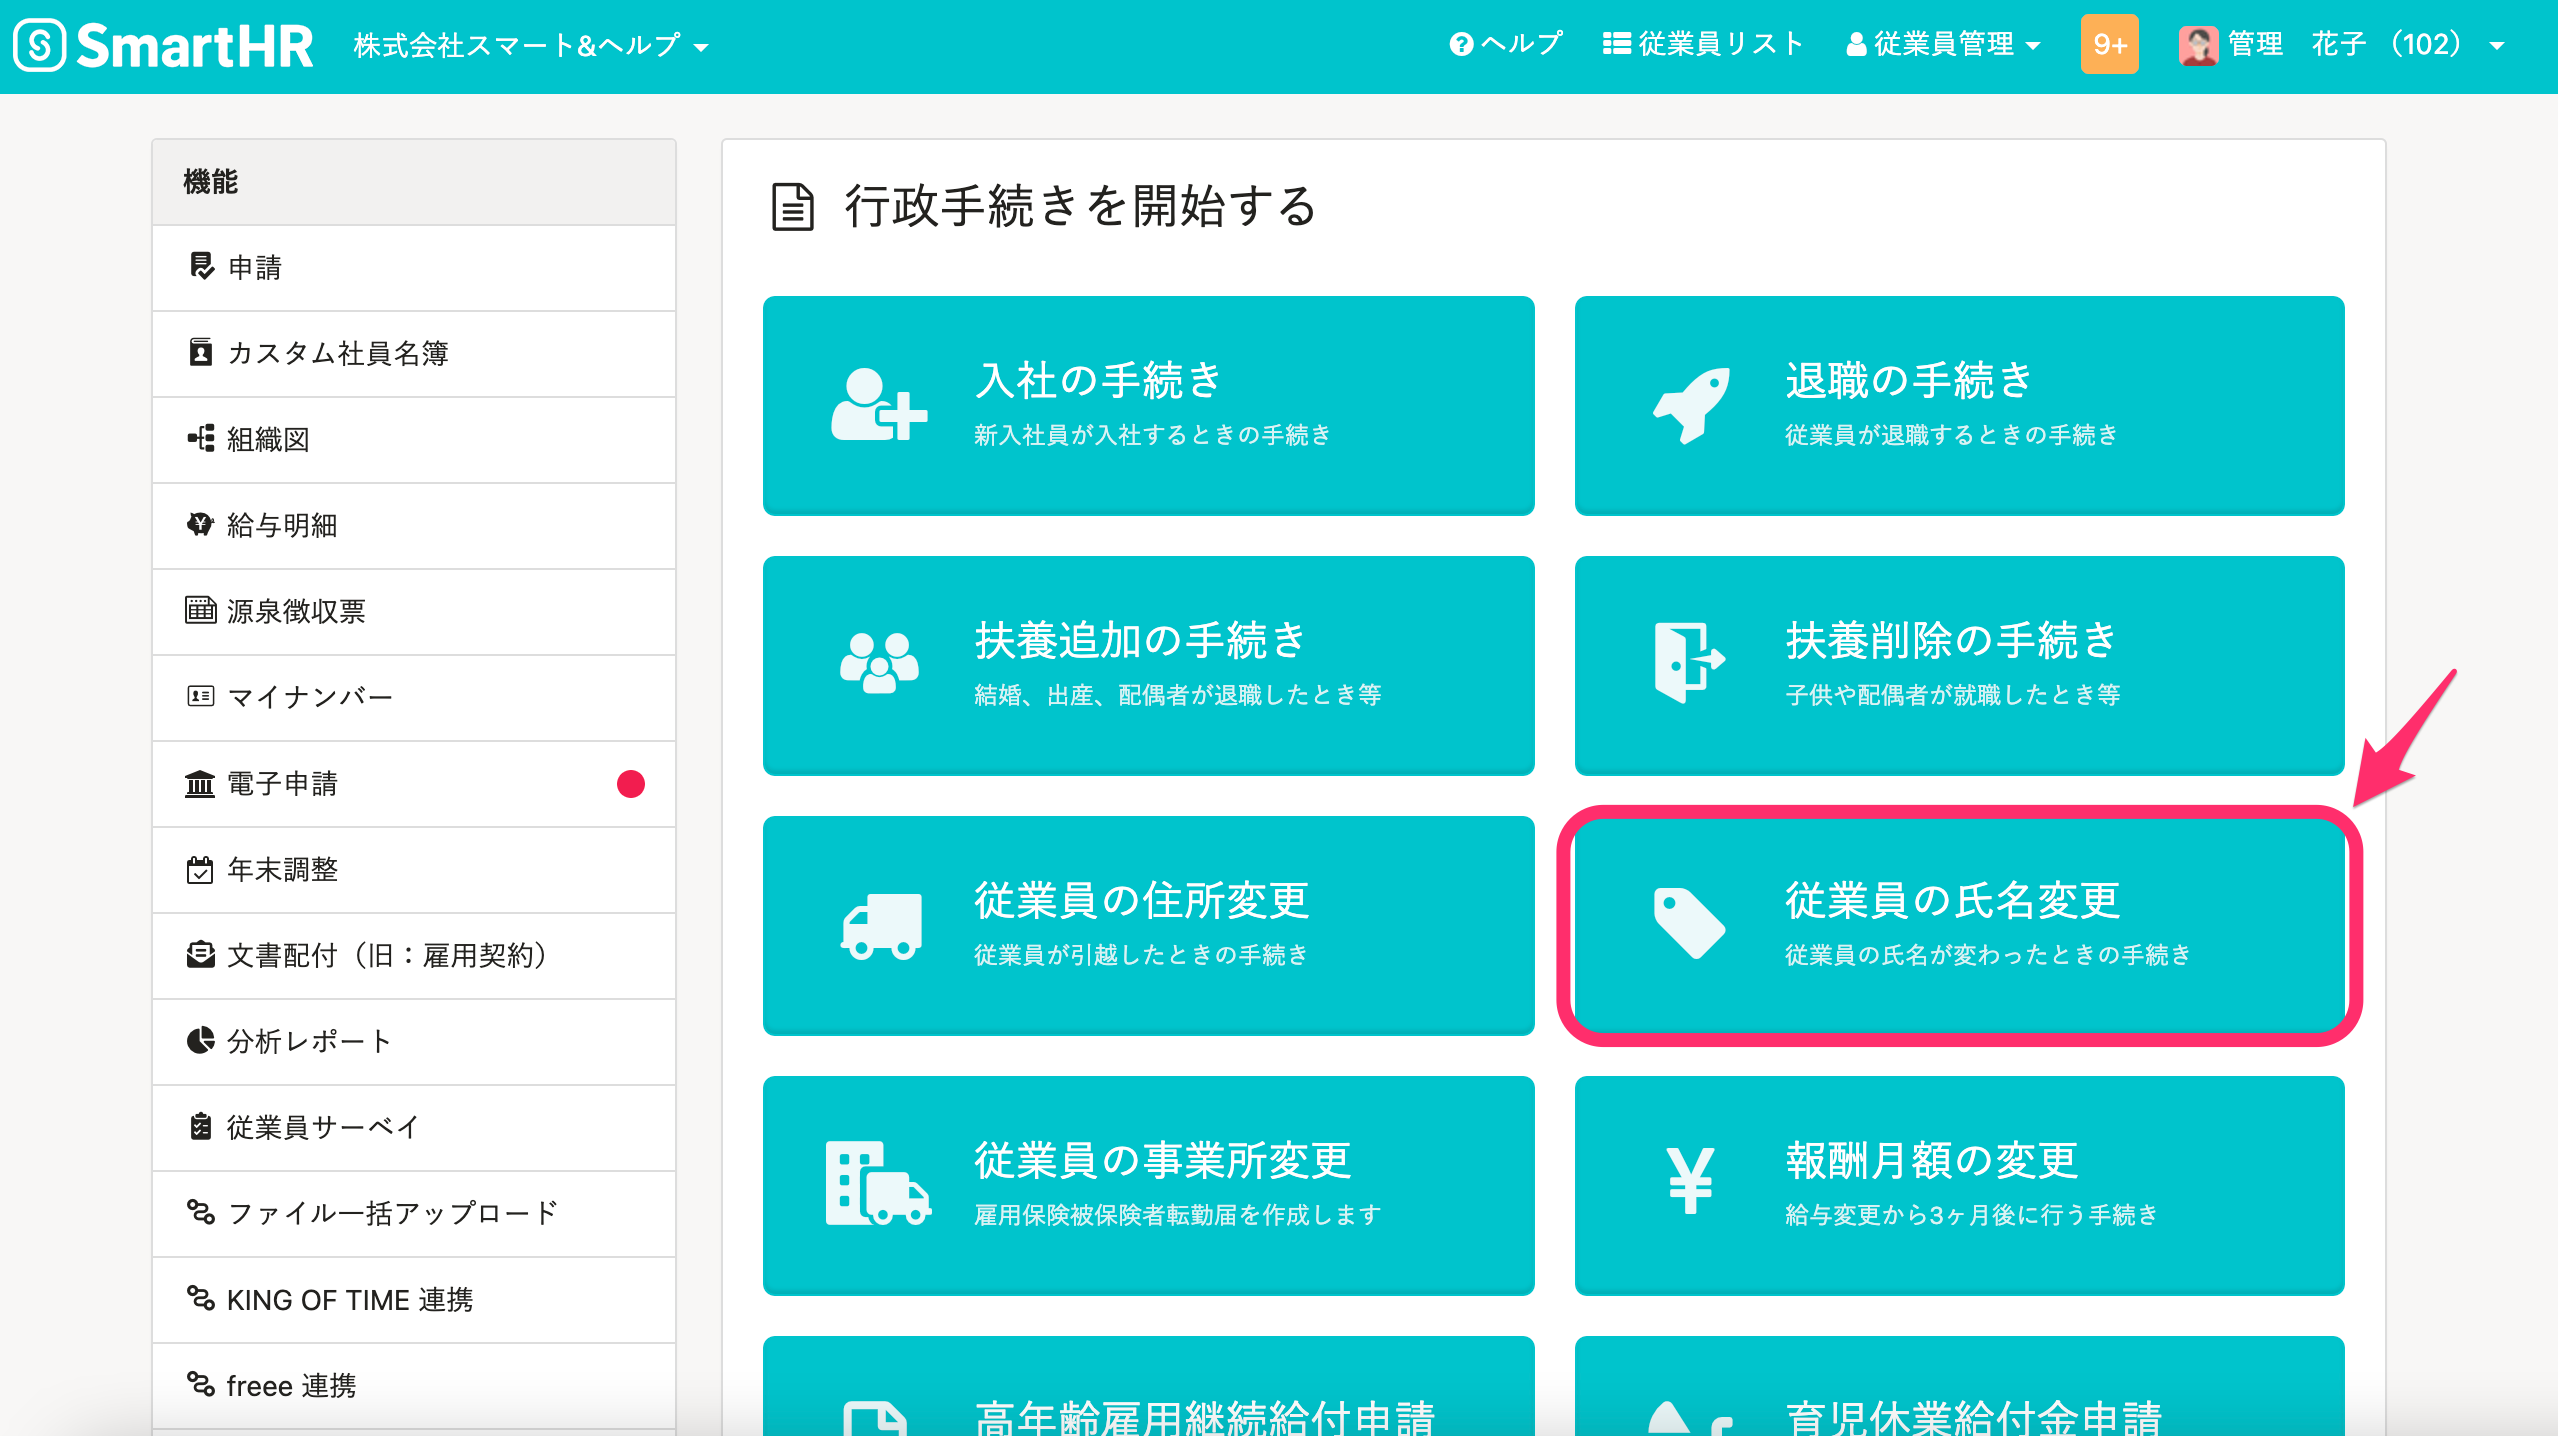 SmartHR 株式会社スマート&ヘルプ
ヘルプ 従業員リスト 従業員管理 9+ 管理 花子 （102）
機能
申請
カスタム社員名簿
組織図
給与明細
源泉徴収票
マイナンバー
電子申請
年末調整
文書配付（旧：雇用契約）
分析レポート
従業員サーベイ
ファイル一括アップロード
KING OF TIME 連携
freee 連携
行政手続きを開始する
入社の手続き
新入社員が入社するときの手続き
退職の手続き
従業員が退職するときの手続き
扶養追加の手続き
結婚、出産、配偶者が退職したとき等
扶養削除の手続き
子供や配偶者が就職したとき等
従業員の住所変更
従業員が引越したときの手続き
従業員の氏名変更
従業員の氏名が変わったときの手続き
従業員の事業所変更
雇用保険被保険者転勤届を作成します
¥
報酬月額の変更
給与変更から3ヶ月後に行う手続き
高年齢雇用継続給付申請
育児休業給付金申請